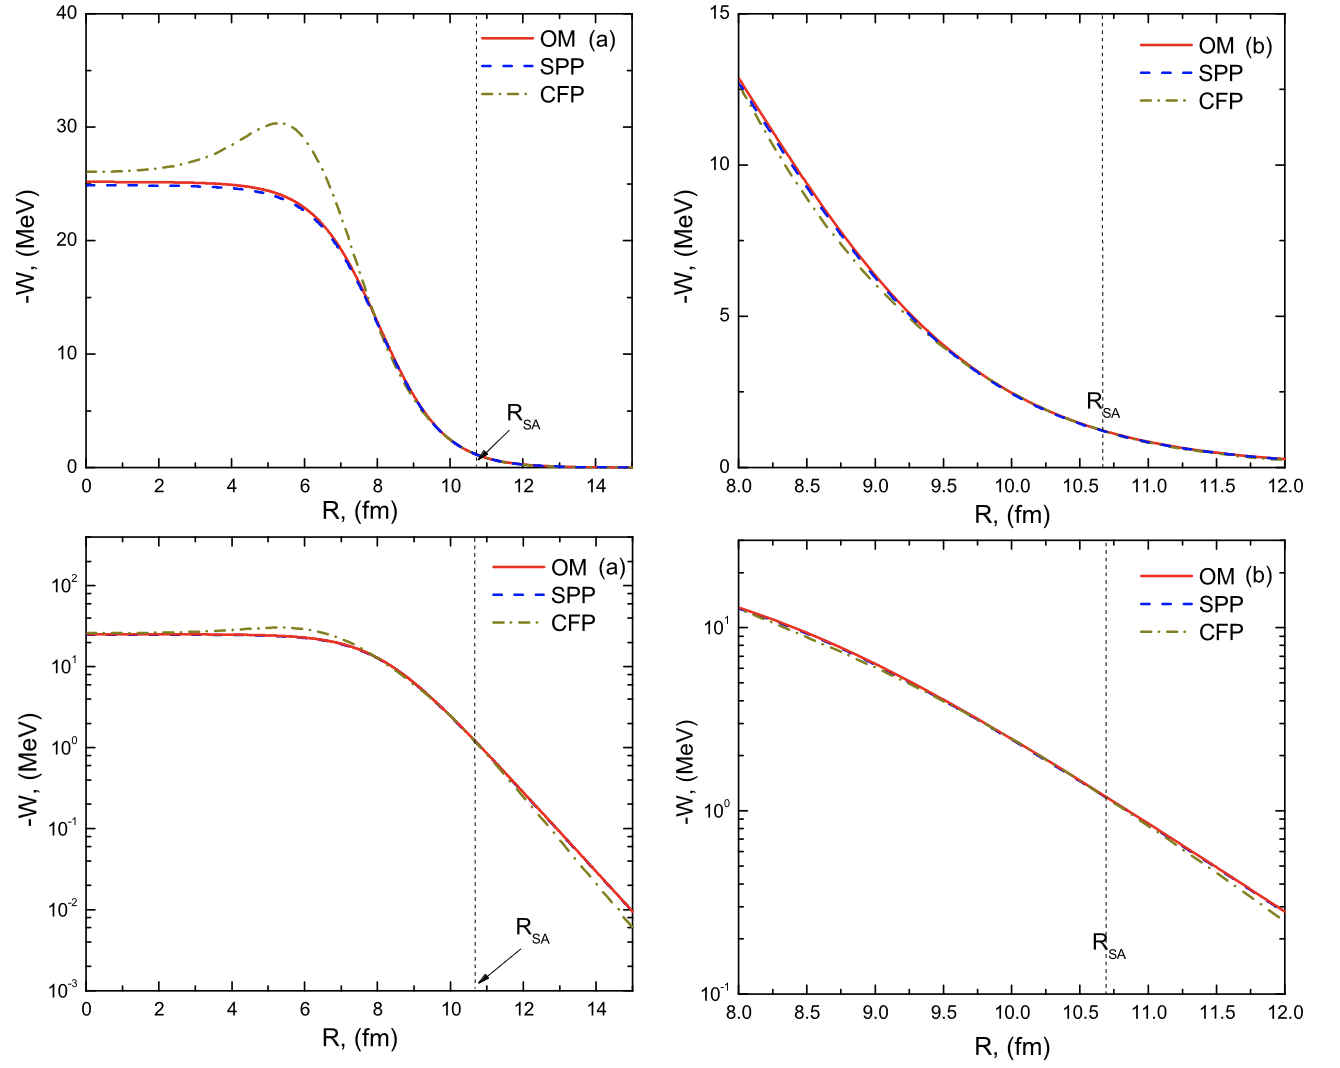 40
30
20
10
0
-W, (MeV)
OM (a)
SPP
CFP
R_SA
0 2 4 6 8 10 12 14
R, (fm)
15
10
5
0
-W, (MeV)
OM (b)
SPP
CFP
R_SA
8.0 8.5 9.0 9.5 10.0 10.5 11.0 11.5 12.0
R, (fm)
10^2
10^1
10^0
10^-1
10^-2
10^-3
-W, (MeV)
OM (a)
SPP
CFP
R_SA
0 2 4 6 8 10 12 14
R, (fm)
10^1
10^0
10^-1
-W, (MeV)
OM (b)
SPP
CFP
R_SA
8.0 8.5 9.0 9.5 10.0 10.5 11.0 11.5 12.0
R, (fm)